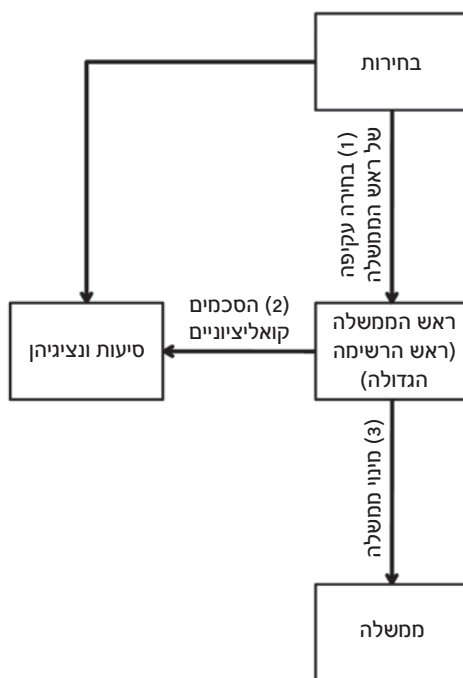 בחירות
(1) בחירה עקיפה
של ראש הממשלה
ראש הממשלה
(ראש הרשימה
הגדולה)
(2) הסכמים
קואליציוניים
סיעות ונציגיהן
(3) מינוי ממשלה
ממשלה